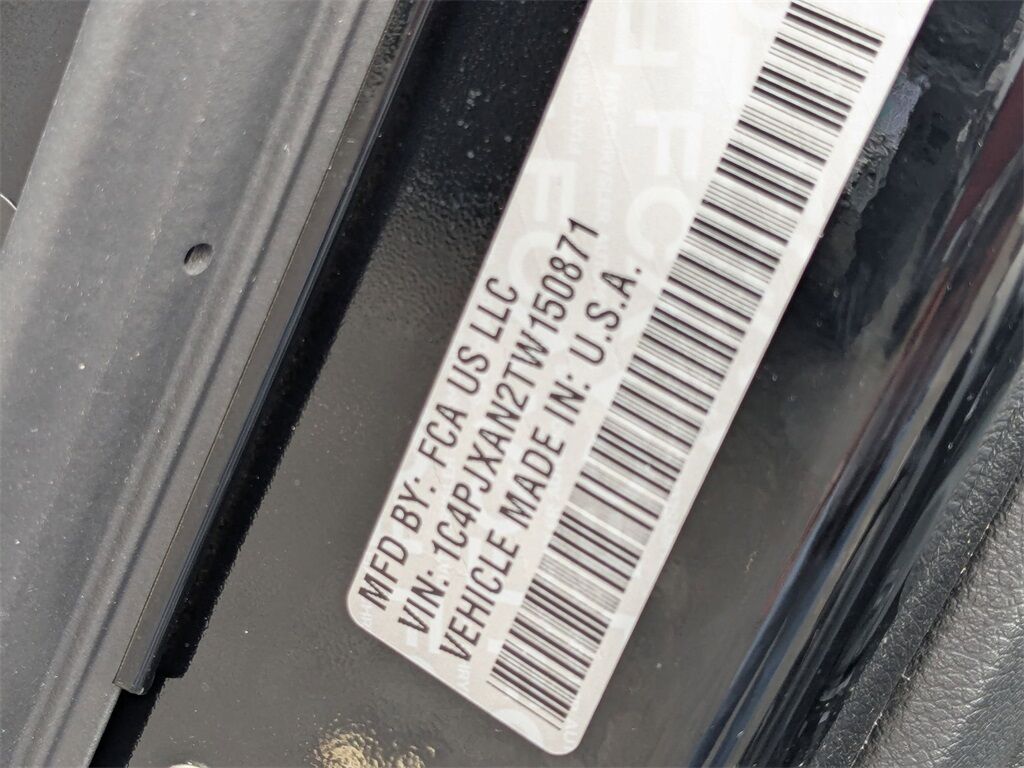 MFD BY: FCA US LLC
VIN: 1C4PJXAN2TW150871
VEHICLE MADE IN: U.S.A.